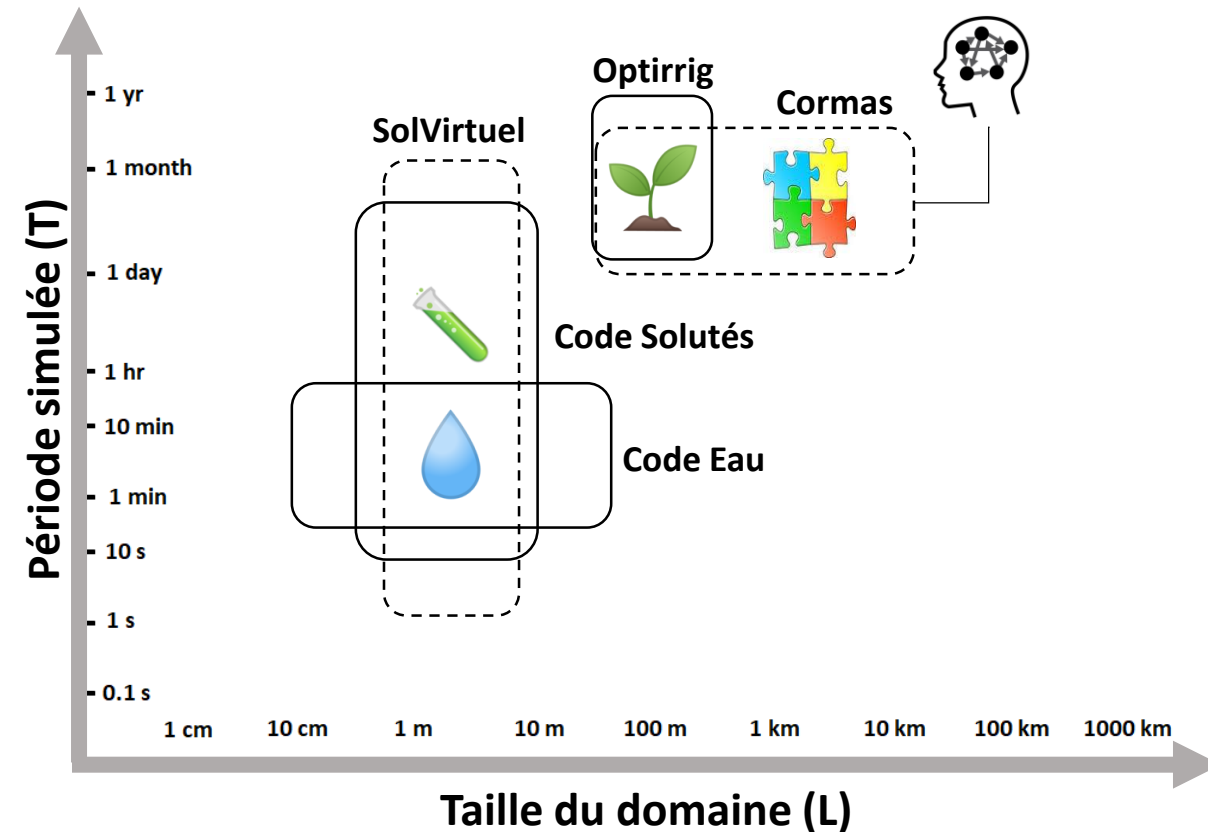 Optirrig
Cormas
SolVirtuel
Code Solutés
Code Eau
Période simulée (T)
1 yr
1 month
1 day
1 hr
10 min
1 min
10 s
1 s
0.1 s
1 cm 10 cm 1 m 10 m 100 m 1 km 10 km 100 km 1000 km
Taille du domaine (L)